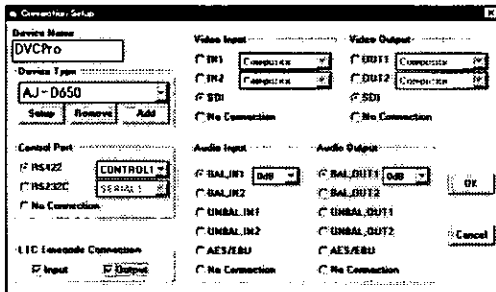 Connection Setup
Device Name
DVCPro
Device Type
AJ-D650
Setup Remove Add
Control Port
RS422 CONTROL1
RS232C SERIAL1
No Connection
LTC Timecode Connection
Input Output
Video Input
IN1 Composite
IN2 Composite
SDI
No Connection
Video Output
OUT1 Composite
OUT2 Composite
SDI
No Connection
Audio Input
BAL,IN1 0dB
BAL,IN2
UNBAL,IN1
UNBAL,IN2
AES/EBU
No Connection
Audio Output
BAL,OUT1 0dB
BAL,OUT2
UNBAL,OUT1
UNBAL,OUT2
AES/EBU
No Connection
OK
Cancel